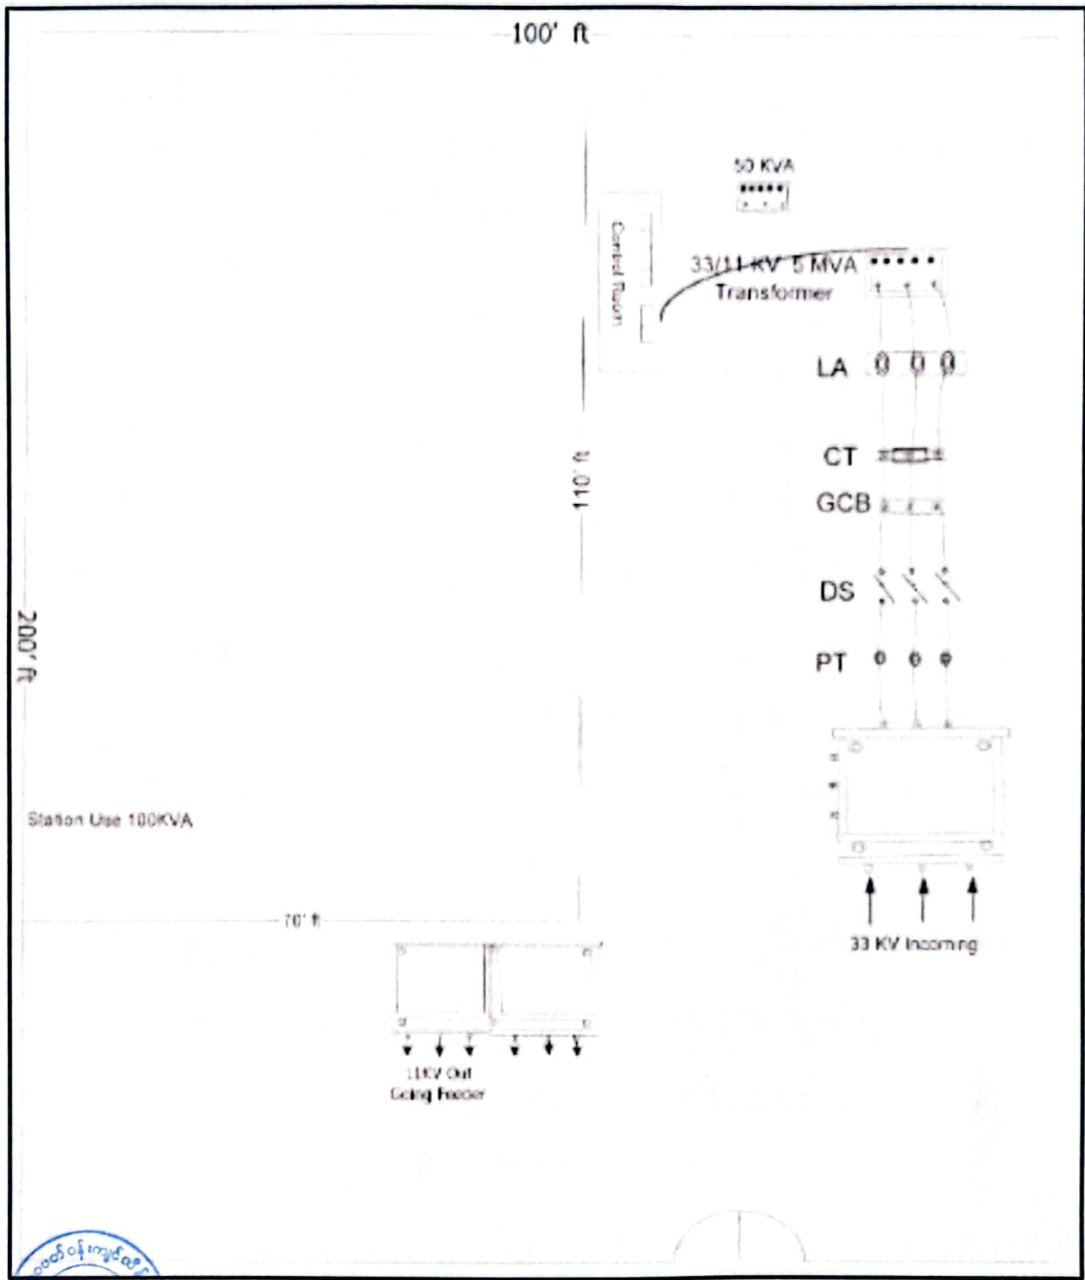 100' ft
50 KVA
Control Room
33/11 KV 5 MVA
Transformer
LA
CT
110' ft
GCB
DS
200' ft
PT
Station Use 100KVA
70' ft
33 KV Incoming
11KV Out
Going Feeder